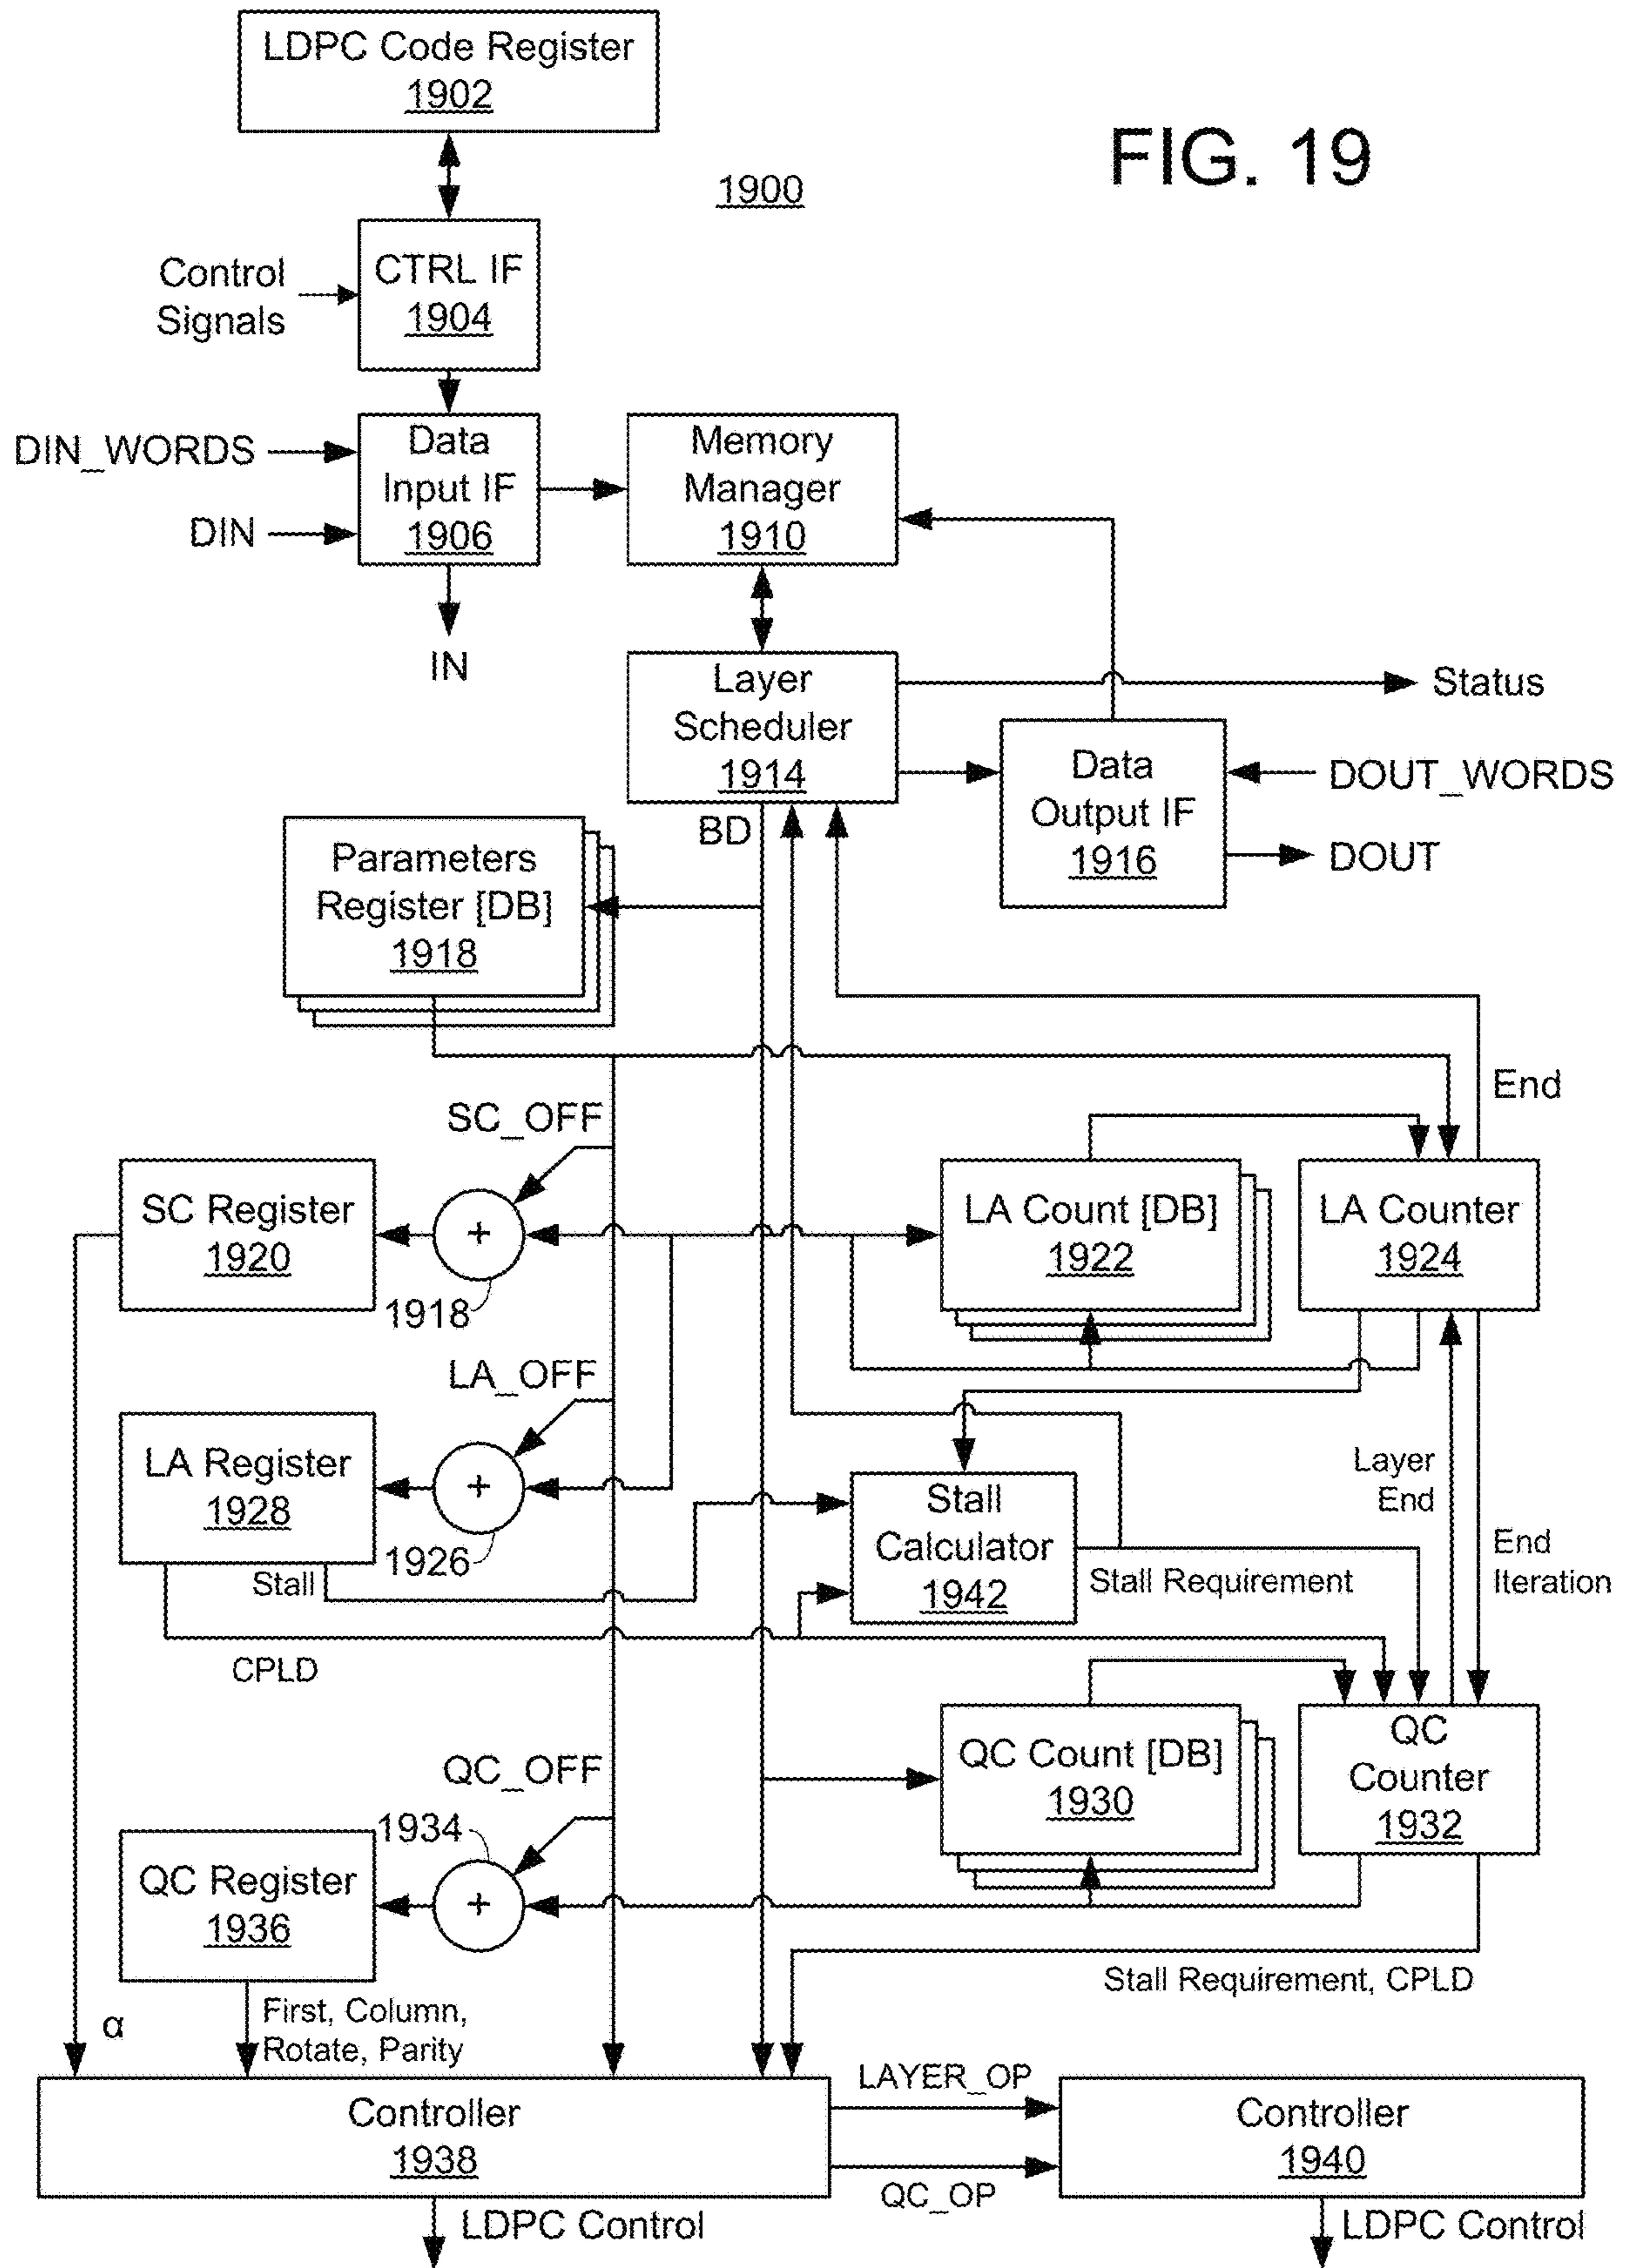 LDPC Code Register
1902
FIG. 19
1900
Control
Signals
CTRL IF
1904
DIN_WORDS
DIN
Data
Input IF
1906
Memory
Manager
1910
IN
Layer
Scheduler
1914
Status
Data
Output IF
1916
DOUT_WORDS
DOUT
BD
Parameters
Register [DB]
1918
End
SC_OFF
SC Register
1920
+
1918
LA Count [DB]
1922
LA Counter
1924
LA_OFF
LA Register
1928
+
1926
Stall
Calculator
1942
Layer
End
End
Iteration
Stall
Stall Requirement
CPLD
QC_OFF
QC Count [DB]
1930
QC
Counter
1932
1934
QC Register
1936
+
Stall Requirement, CPLD
α
First, Column,
Rotate, Parity
Controller
1938
LAYER_OP
QC_OP
Controller
1940
LDPC Control
LDPC Control